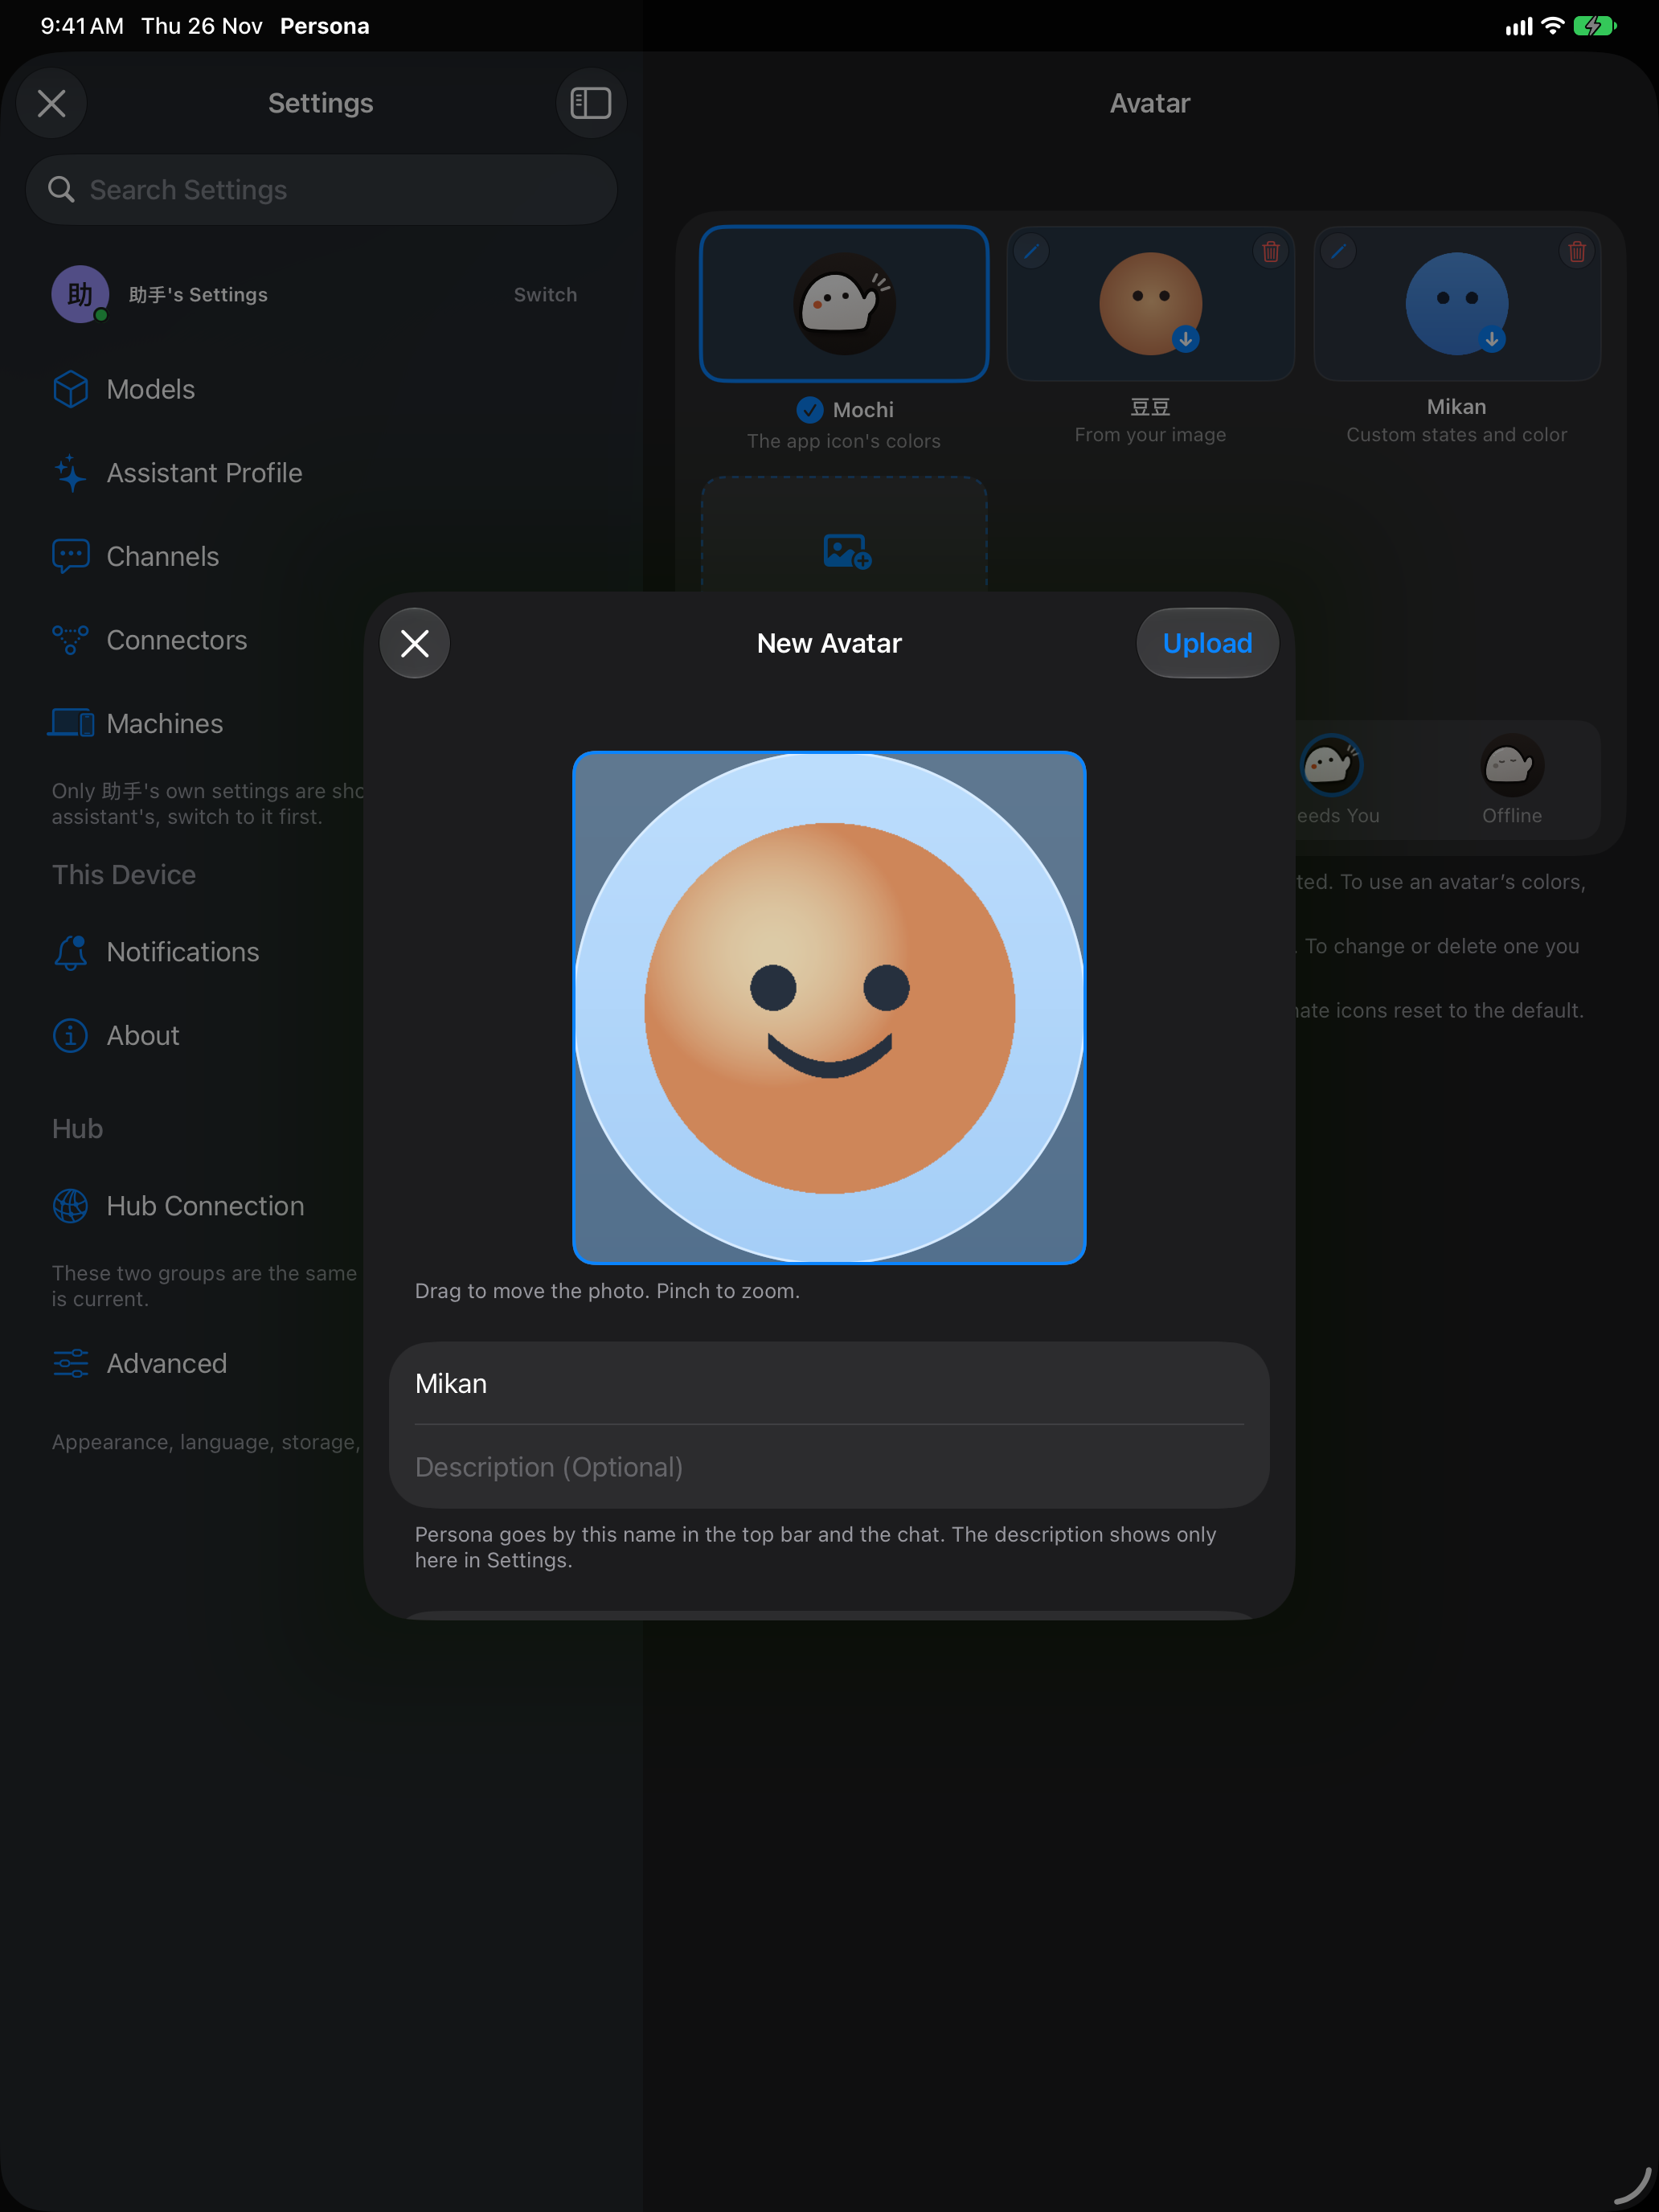 9:41 AM Thu 26 Nov Persona
Settings
Search Settings
助
助手's Settings
Switch
Models
Assistant Profile
Channels
Connectors
Machines
Only 助手's own settings are
assistant's, switch to it first.
This Device
Notifications
About
Hub
Hub Connection
These two groups are the same
is current.
Advanced
Appearance, language, storage,
Avatar
Mochi
The app icon's colors
豆豆
From your image
Mikan
Custom states and color
You
Offline
To use an avatar's colors,
To change or delete one you
icons reset to the default.
New Avatar
Upload
Drag to move the photo. Pinch to zoom.
Mikan
Description (Optional)
Persona goes by this name in the top bar and the chat. The description shows only
here in Settings.